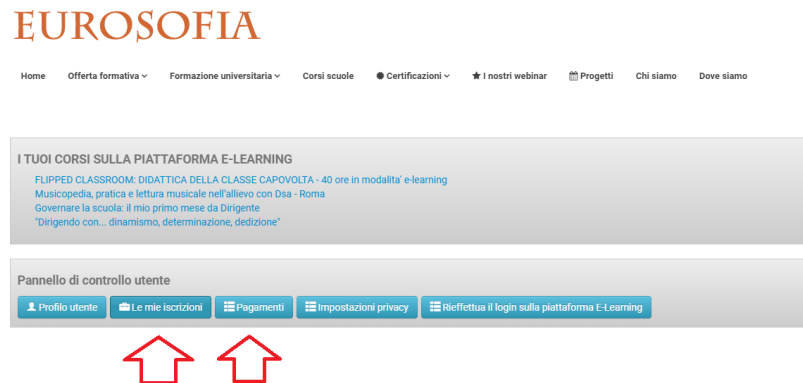 EUROSOFIA
Home Offerta formativa Formazione universitaria Corsi scuole Certificazioni I nostri webinar Progetti Chi siamo Dove siamo
I TUOI CORSI SULLA PIATTAFORMA E-LEARNING
FLIPPED CLASSROOM: DIDATTICA DELLA CLASSE CAPOVOLTA - 40 ore in modalita' e-learning
Musicopedia, pratica e lettura musicale nell'allievo con Dsa - Roma
Governare la scuola: il mio primo mese da Dirigente
"Dirigendo con... dinamismo, determinazione, dedizione"
Pannello di controllo utente
Profilo utente Le mie iscrizioni Pagamenti Impostazioni privacy Rieffettua il login sulla piattaforma E-Learning